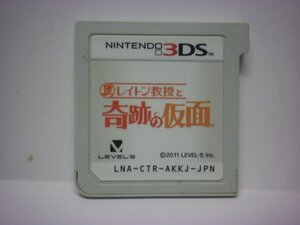 NINTENDO 3DS™
レイトン教授と
奇跡の仮面
LEVEL5
©2011 LEVEL-5 Inc.
LNA-CTR-AKKJ-JPN